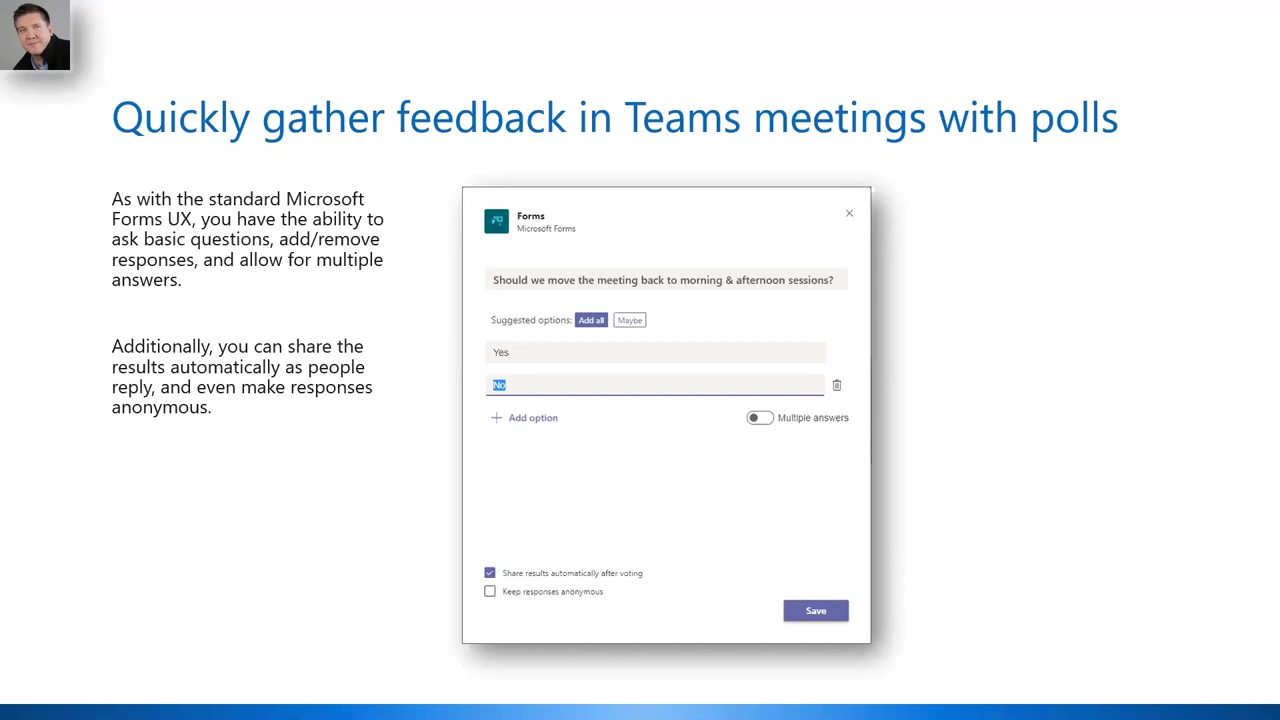 Quickly gather feedback in Teams meetings with polls
As with the standard Microsoft
Forms UX, you have the ability to
ask basic questions, add/remove
responses, and allow for multiple
answers.
Additionally, you can share the
results automatically as people
reply, and even make responses
anonymous.
Forms
Microsoft Forms
Should we move the meeting back to morning & afternoon sessions?
Suggested options: Add all Maybe
Yes
No
Add option
Multiple answers
Share results automatically after voting
Keep responses anonymous
Save